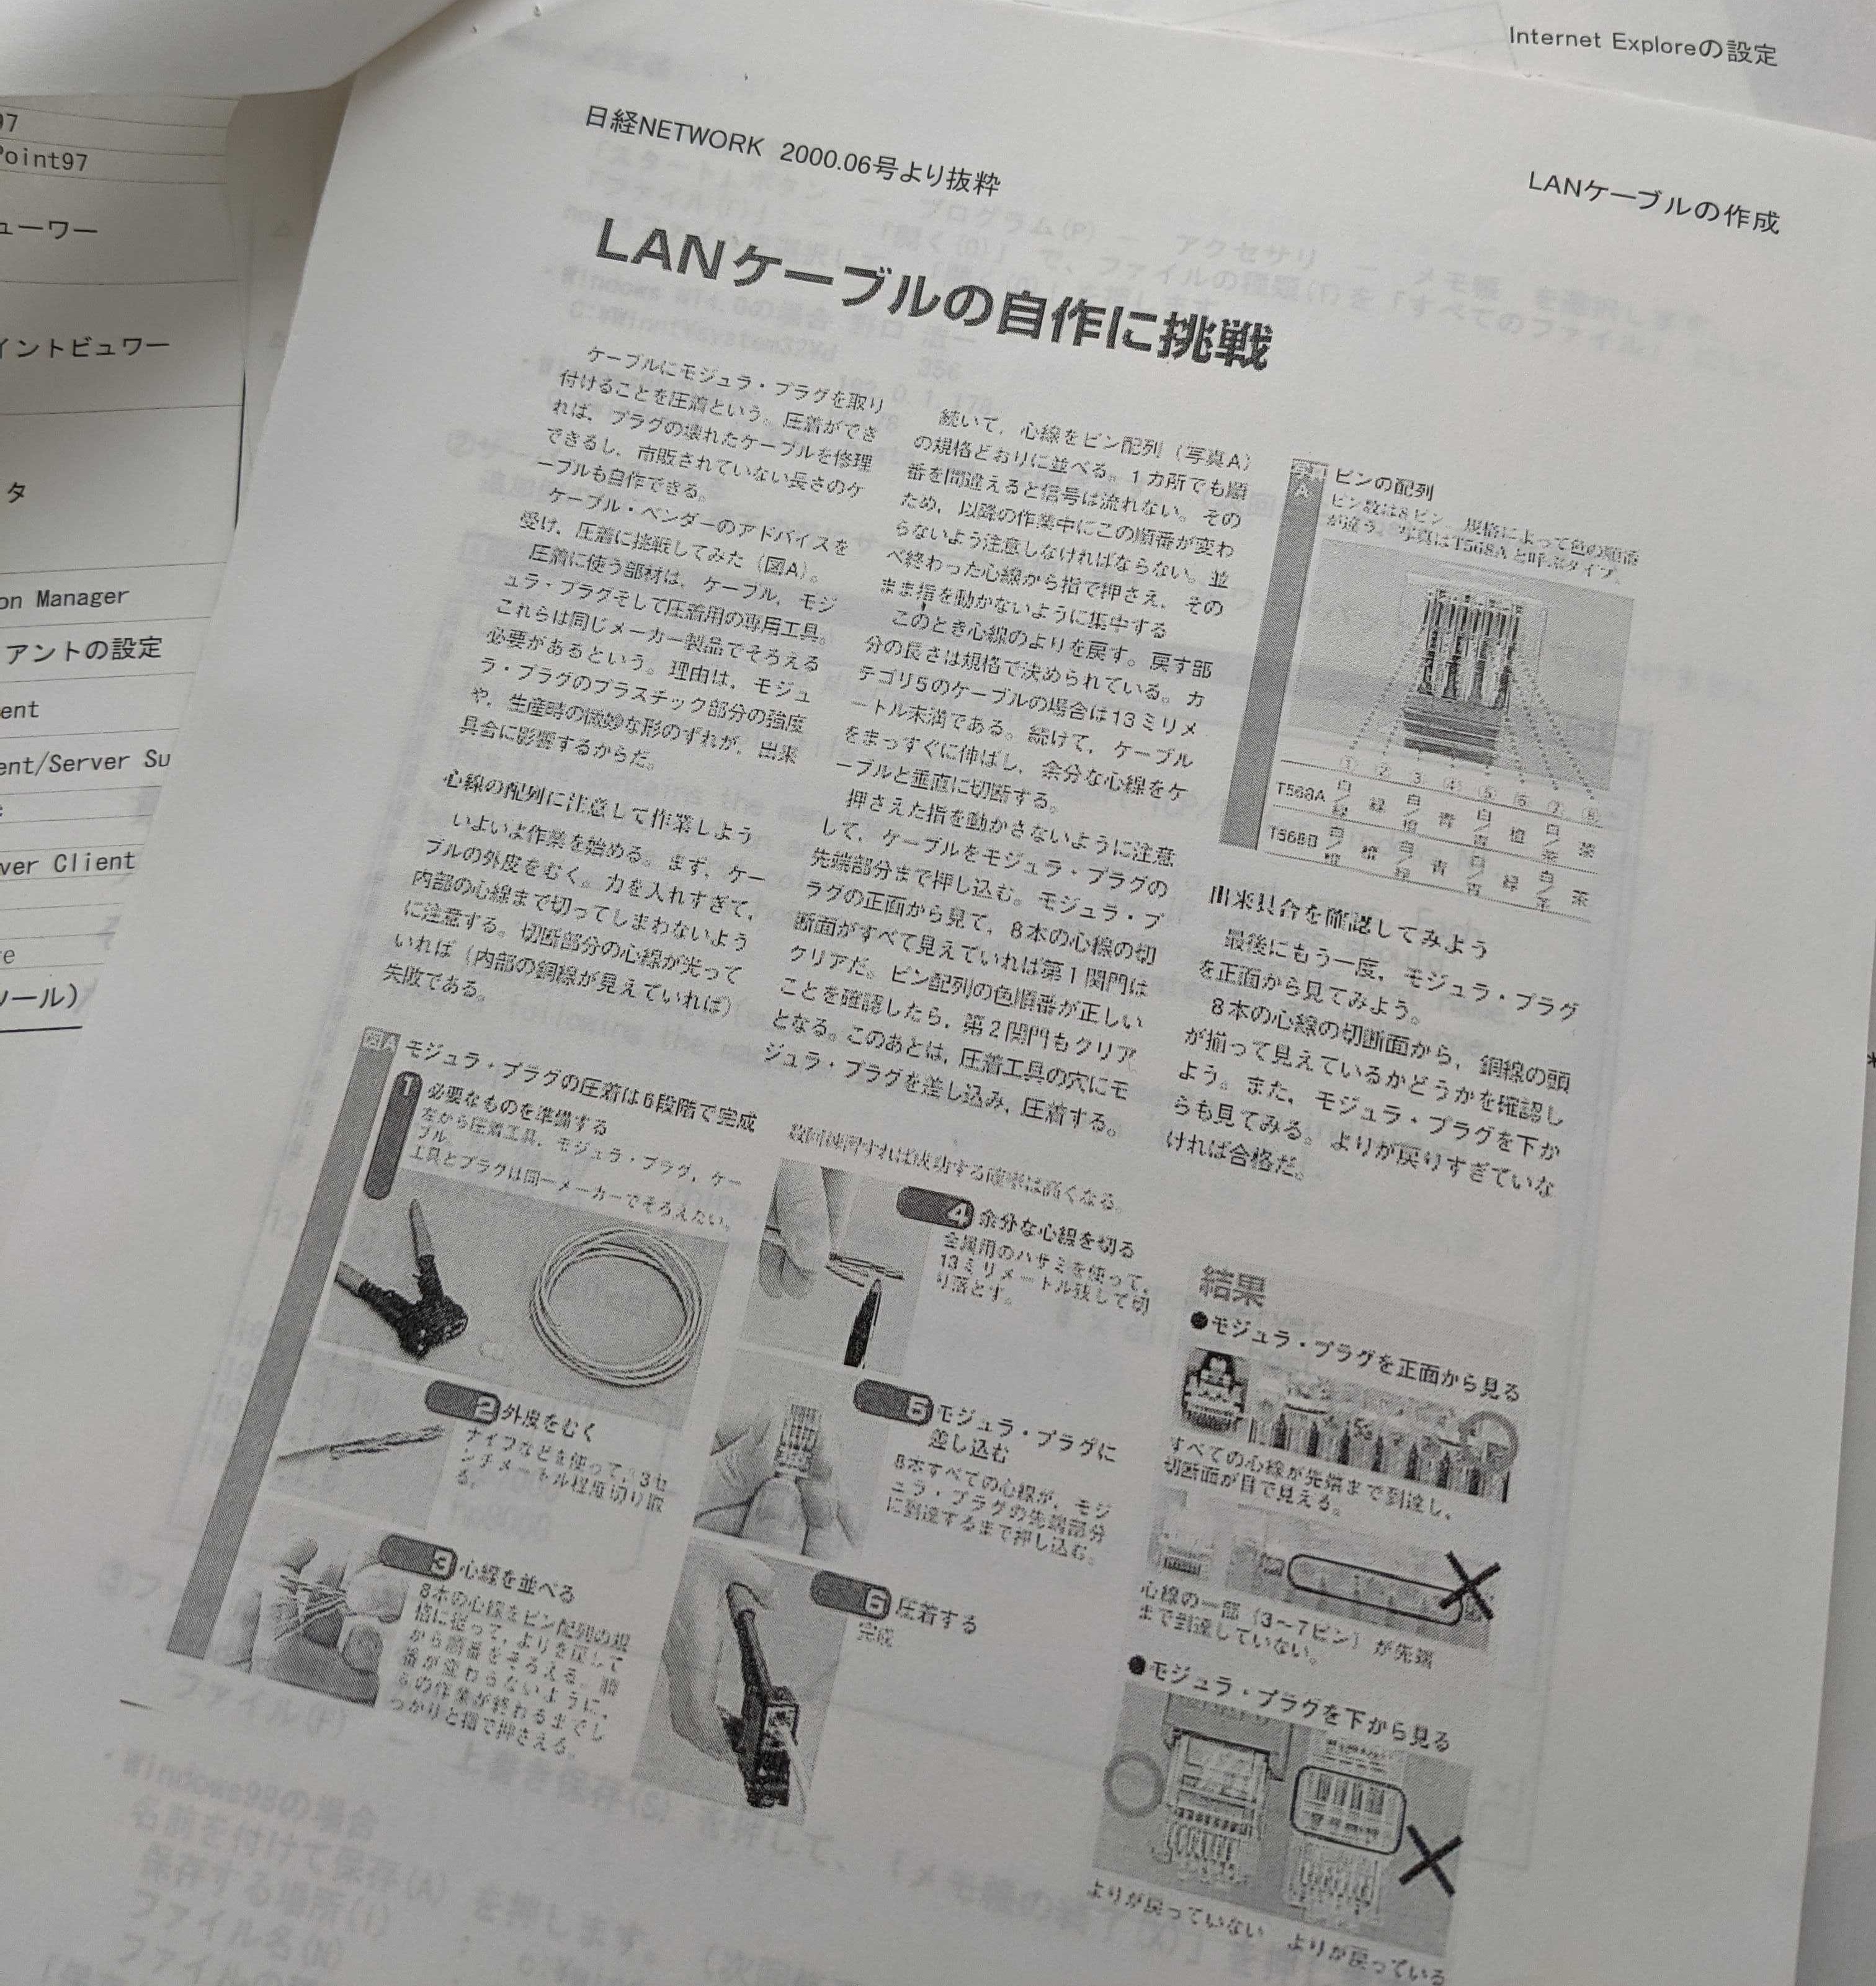 Internet Exploreの設定
97
Point97
ューワー
イントビュワー
タ
on Manager
アントの設定
ent
ent/Server Su
ver Client
re
ツール)
日経NETWORK 2000.06号より抜粋
LANケーブルの作成
LANケーブルの自作に挑戦
ケーブルにモジュラ・プラグを取り
付けることを圧着という。圧着ができ
れば、プラグの壊れたケーブルを修理
できるし、市販されていない長さのケ
ーブルも自作できる。
ケーブル・ベンダーのアドバイスを
受け、圧着に挑戦してみた(図A)。
圧着に使う部材は、ケーブル、モジ
ュラ・プラグそして圧着用の専用工具。
これらは同じメーカー製品でそろえる
必要があるという。理由は、モジュ
ラ・プラグのプラスチック部分の強度
や、生産時の微妙な形のずれが、出来
具合に影響するからだ。
心線の配列に注意して作業しよう
いよいよ作業を始める。まず、ケー
ブルの外皮をむく。力を入れすぎて、
内部の心線まで切ってしまわないよう
に注意する。切断部分の心線が光って
いれば(内部の銅線が見えていれば)
失敗である。
続いて、心線をピン配列(写真A)
の規格どおりに並べる。1カ所でも順
番を間違えると信号は流れない。その
ため、以降の作業中にこの順番が変わ
らないよう注意しなければならない。並
べ終わった心線から指で押さえ、その
まま指を動かないように集中する
このとき心線のよりを戻す。戻す部
分の長さは規格で決められている。カ
テゴリ5のケーブルの場合は13ミリメ
ートル未満である。続けて、ケーブル
をまっすぐに伸ばし、余分な心線をケ
ーブルと垂直に切断する。
押さえた指を動かさないように注意
して、ケーブルをモジュラ・プラグの
先端部分まで押し込む。モジュラ・プ
ラグの正面から見て、8本の心線の切
断面がすべて見えていれば第1関門は
クリアだ。ピン配列の色順番が正しい
ことを確認したら、第2関門もクリア
となる。このあとは、圧着工具の穴にモ
ジュラ・プラグを差し込み、圧着する。
数回練習すれば成功する確率は高くなる。
写真A ピンの配列
ピン数は8ピン。規格によって色の順番
が違う。写真はT568Aと呼ぶタイプ
① ② 3 ④ ⑤ ⑥ ⑦ ⑧
T568A 白/緑 緑 白/橙 青 白/青 橙 白/茶 茶
T568B 白/橙 橙 白/緑 青 白/青 緑 白/茶 茶
出来具合を確認してみよう
最後にもう一度、モジュラ・プラグ
を正面から見てみよう。
8本の心線の切断面から、銅線の頭
が揃って見えているかどうかを確認し
よう。また、モジュラ・プラグを下か
らも見てみる。よりが戻りすぎていな
ければ合格だ。
図A モジュラ・プラグの圧着は6段階で完成
1 必要なものを準備する
左から圧着工具、モジュラ・プラグ、ケー
ブル。
工具とプラグは同一メーカーでそろえたい。
2 外皮をむく
ナイフなどを使って、3セ
ンチメートル程度切り取
る。
3 心線を並べる
8本の心線をピン配列の規
格に従って、よりを戻して
から順番をそろえる。順
番が変わらないように、
5の作業が終わるまでし
っかりと指で押さえる。
4 余分な心線を切る
金属用のハサミを使って、
13ミリメートル残して切
り落とす。
5 モジュラ・プラグに
差し込む
8本すべての心線が、モジ
ュラ・プラグの先端部分
に到達するまで押し込む。
6 圧着する
完成
結果
●モジュラ・プラグを正面から見る
すべての心線が先端まで到達し、
切断面が目で見える。
心線の一部(3〜7ピン)が先端
まで到達していない。
●モジュラ・プラグを下から見る
よりが戻っていない よりが戻っている